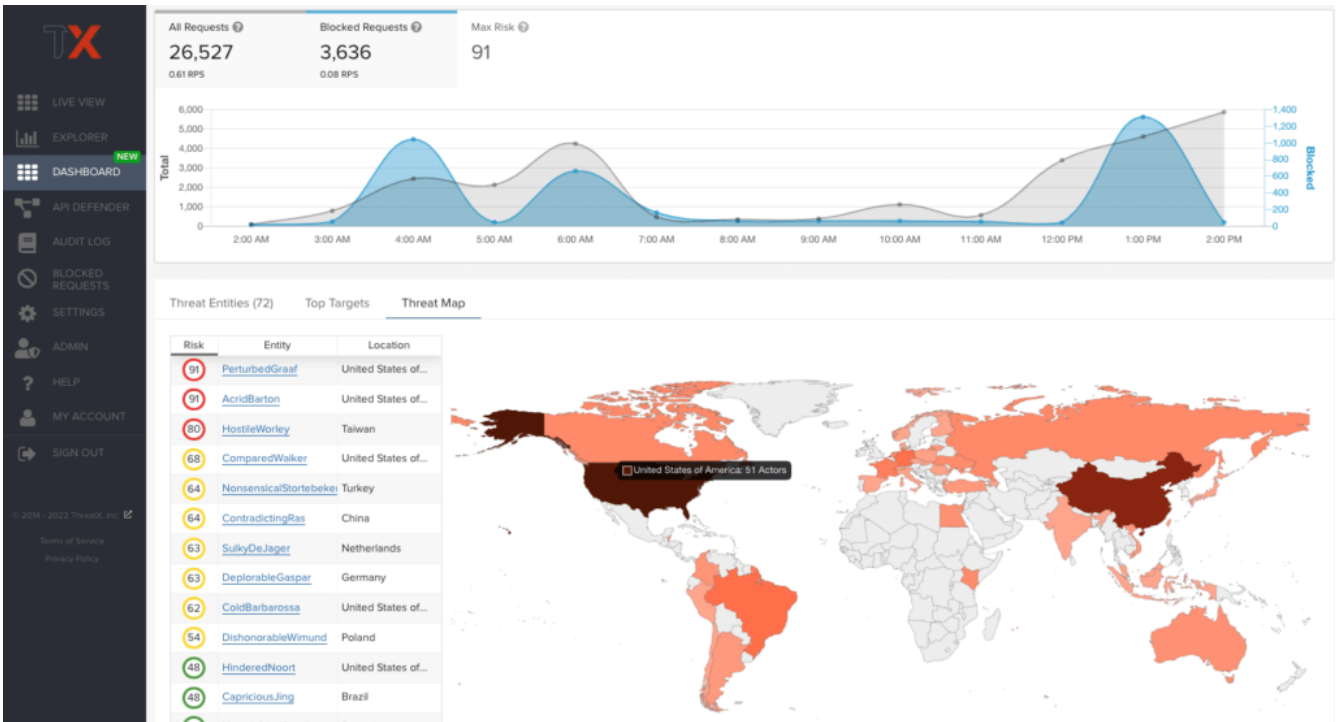 TX
LIVE VIEW
EXPLORER
NEW
DASHBOARD
API DEFENDER
AUDIT LOG
BLOCKED
REQUESTS
SETTINGS
ADMIN
? HELP
MY ACCOUNT
SIGN OUT
© 2014 - 2022 ThreatX, Inc.
Terms of Service
Privacy Policy
All Requests ? Blocked Requests ? Max Risk ?
26,527 3,636 91
0.61 RPS 0.08 RPS
6,000 1,400
5,000 1,200
4,000 1,000
3,000 800
600
2,000 400
1,000 200
0 0
Total
Blocked
2:00 AM 3:00 AM 4:00 AM 5:00 AM 6:00 AM 7:00 AM 8:00 AM 9:00 AM 10:00 AM 11:00 AM 12:00 PM 1:00 PM 2:00 PM
Threat Entities (72) Top Targets Threat Map
Risk Entity Location
91 PerturbedGraaf United States of...
91 AcridBarton United States of...
80 HostileWorley Taiwan
68 ComparedWalker United States of...
64 NonsensicalStortebeker Turkey
64 ContradictingRas China
63 SulkyDeJager Netherlands
63 DeplorableGaspar Germany
62 ColdBarbarossa United States of...
54 DishonorableWimund Poland
48 HinderedNoort United States of...
48 CapriciousJing Brazil
United States of America: 51 Actors